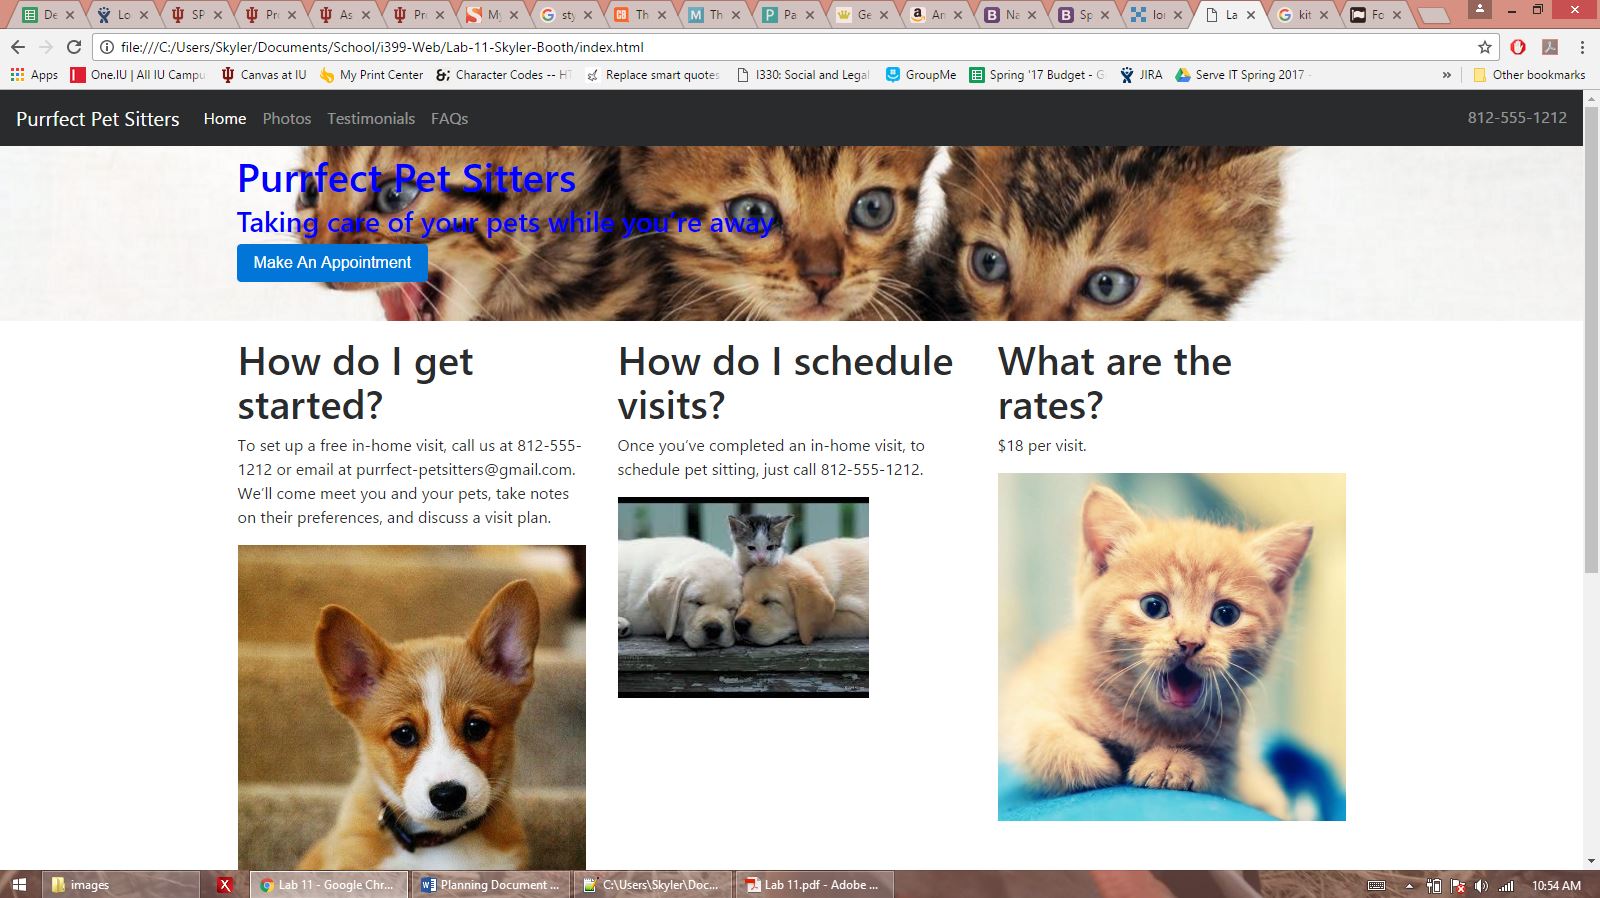 De
Lo
SP
Pro
As
Pro
My
sty
Th
Th
Pa
Ge
An
Na
Sp
lor
La
kit
Fo
file:///C:/Users/Skyler/Documents/School/i399-Web/Lab-11-Skyler-Booth/index.html
Apps
One.IU | All IU Campu
Canvas at IU
My Print Center
Character Codes -- HT
Replace smart quotes
I330: Social and Legal
GroupMe
Spring '17 Budget - G
JIRA
Serve IT Spring 2017 -
»
Other bookmarks
Purrfect Pet Sitters
Home
Photos
Testimonials
FAQs
812-555-1212
Purrfect Pet Sitters
Taking care of your pets while you're away
Make An Appointment
How do I get
started?
To set up a free in-home visit, call us at 812-555-
1212 or email at purrfect-petsitters@gmail.com.
We’ll come meet you and your pets, take notes
on their preferences, and discuss a visit plan.
How do I schedule
visits?
Once you’ve completed an in-home visit, to
schedule pet sitting, just call 812-555-1212.
What are the
rates?
$18 per visit.
images
Lab 11 - Google Chr...
Planning Document ...
C:\Users\Skyler\Doc...
Lab 11.pdf - Adobe ...
10:54 AM